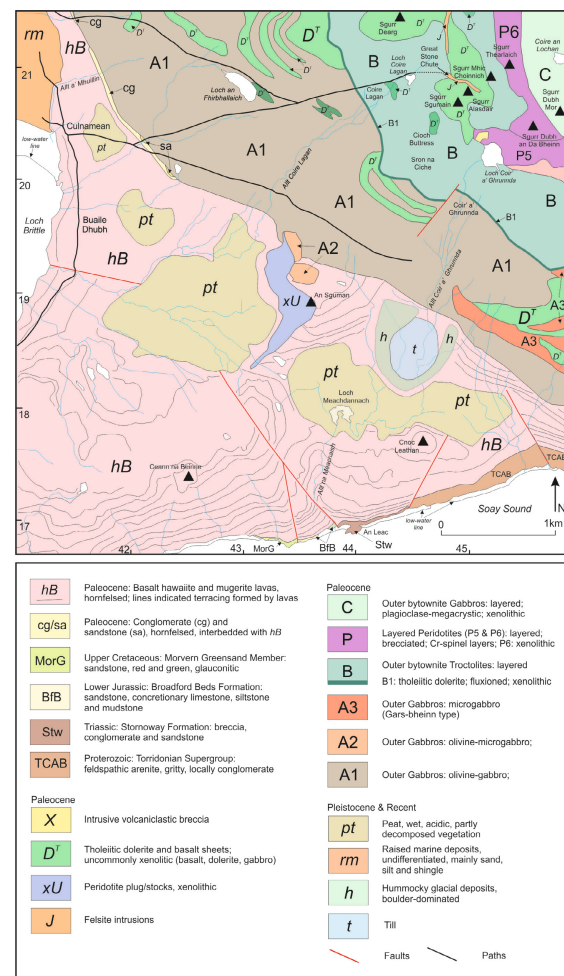 rm
hB
cg
A1
Dᵀ
Dᵀ
Dᵀ
Sgurr
Dearg
B
Loch
Coire
Lagan
Great
Stone
Chute
J
Sgurr
Thearlaich
P6
Coire an
Lochan
C
Sgurr Mhic
Choinnich
Sgurr
Dubh
Mor
21
Allt a' Mhuilin
cg
Loch an
Fhirbhallaich
Coire
Lagan
Sgurr
Sgumain
Sgurr
Alasdair
Culnamean
pt
sa
low-water
line
B1
Cioch
Buttress
Sron na
Ciche
B
Sgurr Dubh
an Da Bheinn
P5
Loch Coir'
a' Ghrunnda
20
A1
Allt Coire Lagan
A1
Coir' a'
Ghrunnda
B1
B
Loch
Brittle
Buaile
Dhubh
pt
hB
A2
A1
Allt Coir' a' Ghrunnda
19
pt
xU
An Sguman
h
t
h
A3
Dᵀ
A3
pt
Loch
Meachdannach
pt
18
hB
Ceann na Beinne
Cnoc
Leathan
hB
TCAB
TCAB
Soay Sound
N
17
An Leac
low-water
line
0
1km
42
43
MorG
BfB
44
Stw
45
hB
Paleocene: Basalt hawaiite and mugerite lavas,
hornfelsed; lines indicated terracing formed by lavas
cg/sa
Paleocene: Conglomerate (cg) and
sandstone (sa), hornfelsed, interbedded with hB
MorG
Upper Cretaceous: Morvern Greensand Member:
sandstone, red and green, glauconitic
BfB
Lower Jurassic: Broadford Beds Formation:
sandstone, concretionary limestone, siltstone
and mudstone
Stw
Triassic: Stornoway Formation: breccia,
conglomerate and sandstone
TCAB
Proterozoic: Torridonian Supergroup:
feldspathic arenite, gritty, locally conglomerate
Paleocene
X
Intrusive volcaniclastic breccia
Dᵀ
Tholeiitic dolerite and basalt sheets;
uncommonly xenolitic (basalt, dolerite, gabbro)
xU
Peridotite plug/stocks, xenolithic
J
Felsite intrusions
Paleocene
C
Outer bytownite Gabbros: layered;
plagioclase-megacrystic; xenolithic
P
Layered Peridotites (P5 & P6): layered;
brecciated; Cr-spinel layers; P6: xenolithic
B
Outer bytownite Troctolites: layered
B1: tholeiitic dolerite; fluxioned; xenolithic
A3
Outer Gabbros: microgabbro
(Gars-bheinn type)
A2
Outer Gabbros: olivine-microgabbro;
A1
Outer Gabbros: olivine-gabbro;
Pleistocene & Recent
pt
Peat, wet, acidic, partly
decomposed vegetation
rm
Raised marine deposits,
undifferentiated, mainly sand,
silt and shingle
h
Hummocky glacial deposits,
boulder-dominated
t
Till
Faults
Paths